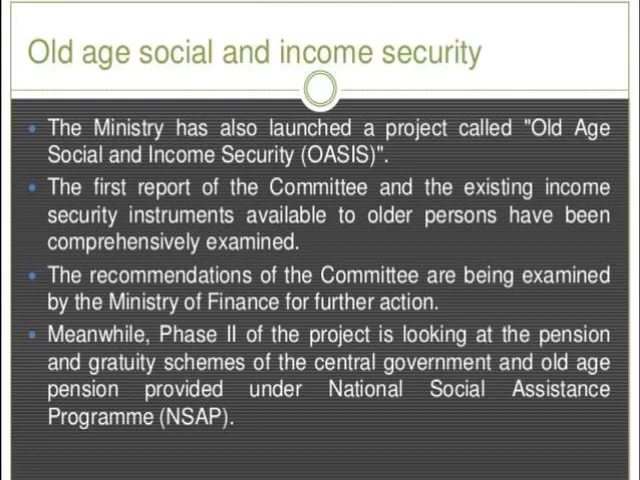 Old age social and income security
• The Ministry has also launched a project called "Old Age
Social and Income Security (OASIS)".
• The first report of the Committee and the existing income
security instruments available to older persons have been
comprehensively examined.
• The recommendations of the Committee are being examined
by the Ministry of Finance for further action.
• Meanwhile, Phase II of the project is looking at the pension
and gratuity schemes of the central government and old age
pension provided under National Social Assistance
Programme (NSAP).